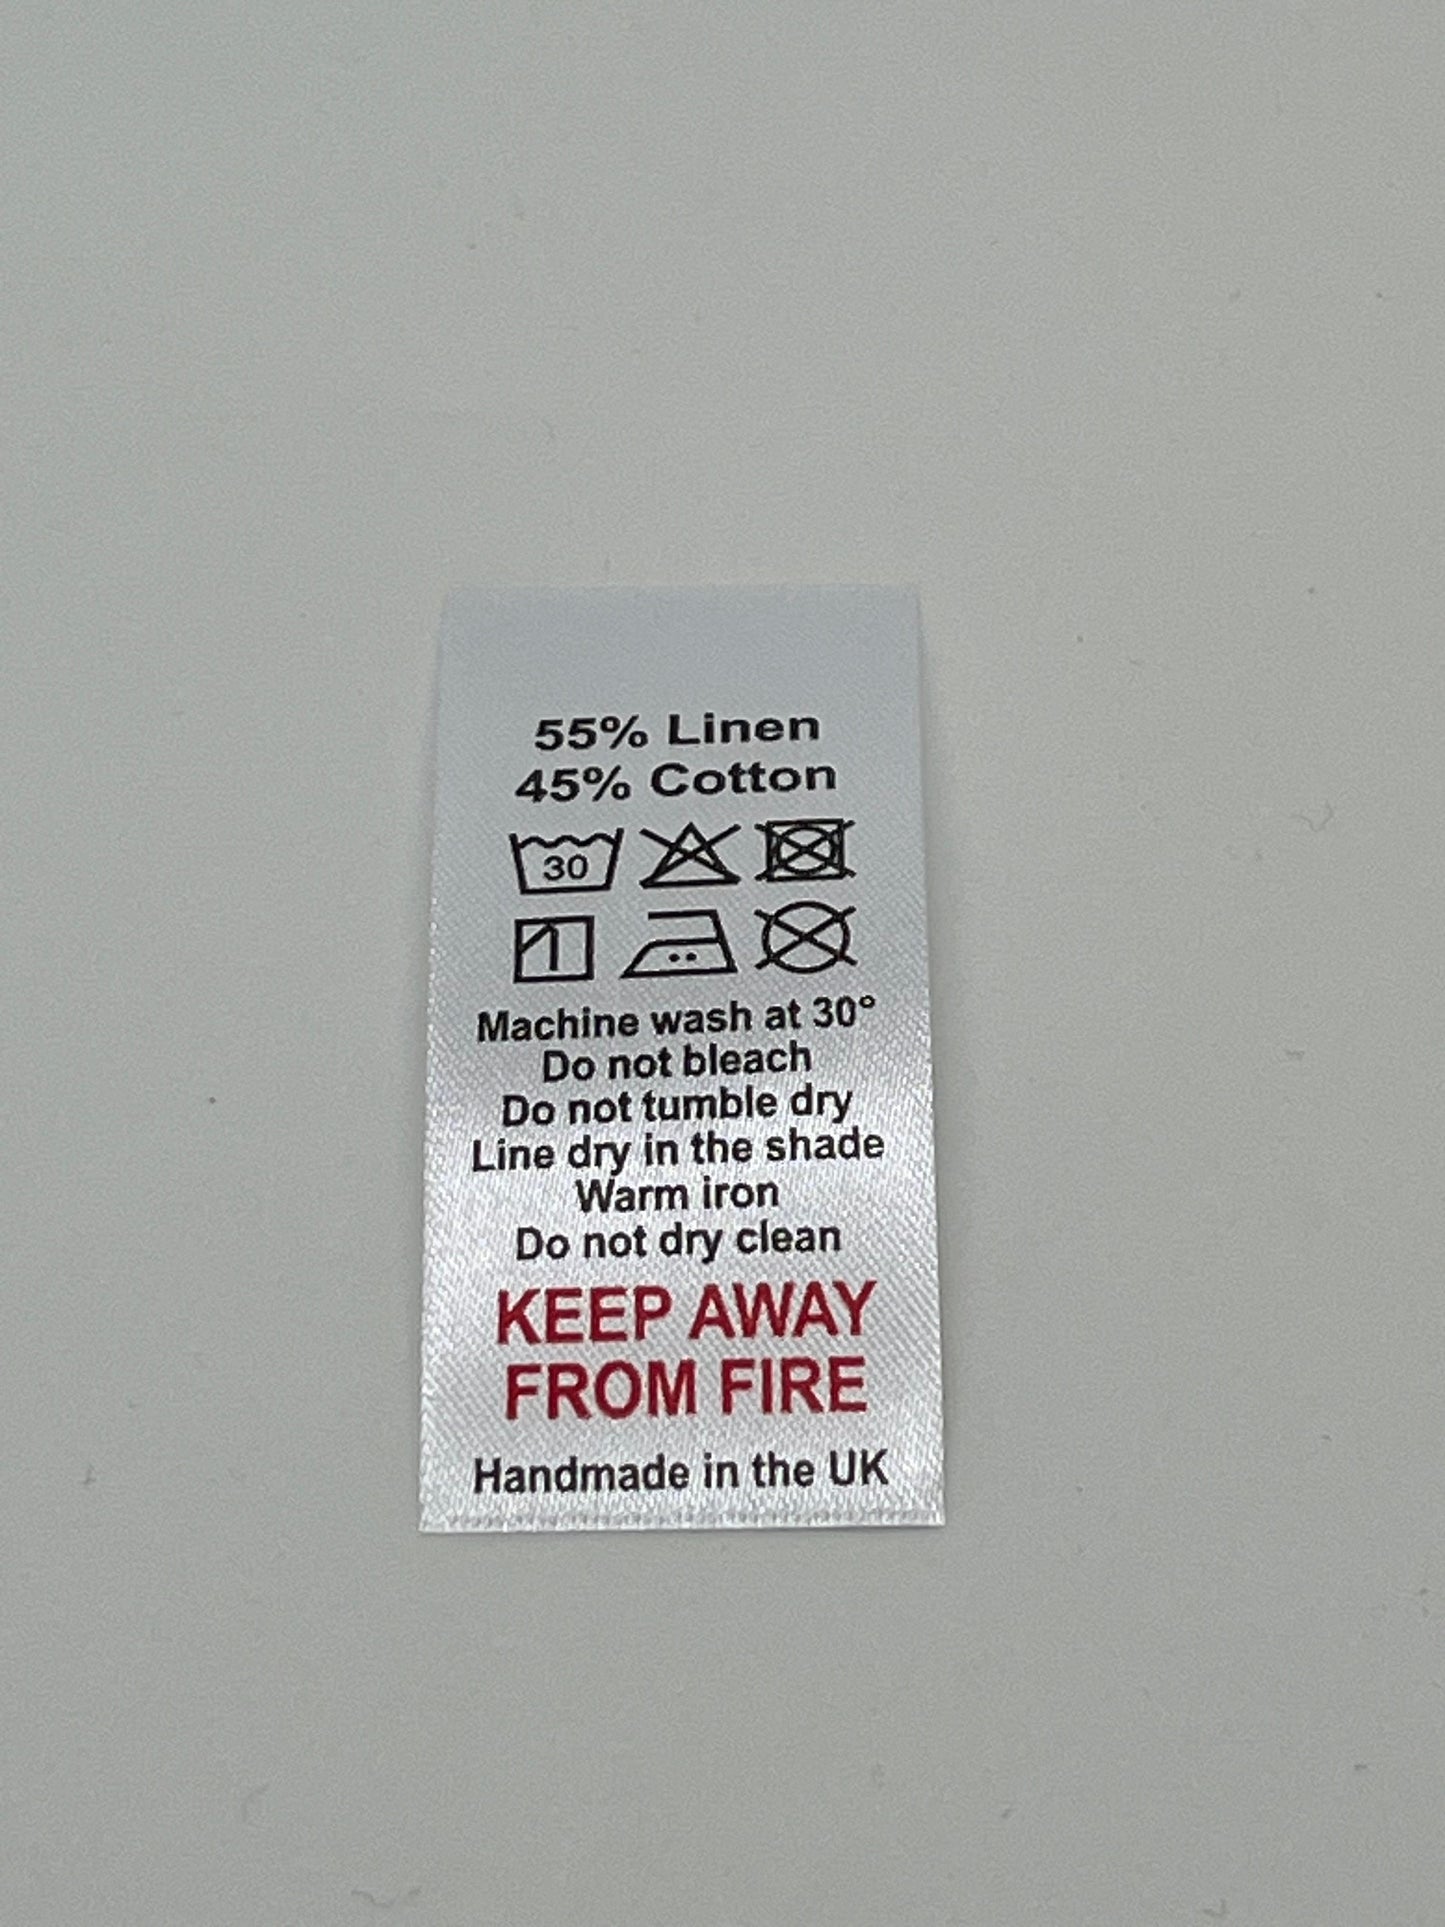 55% Linen
45% Cotton
30
Machine wash at 30°
Do not bleach
Do not tumble dry
Line dry in the shade
Warm iron
Do not dry clean
KEEP AWAY
FROM FIRE
Handmade in the UK